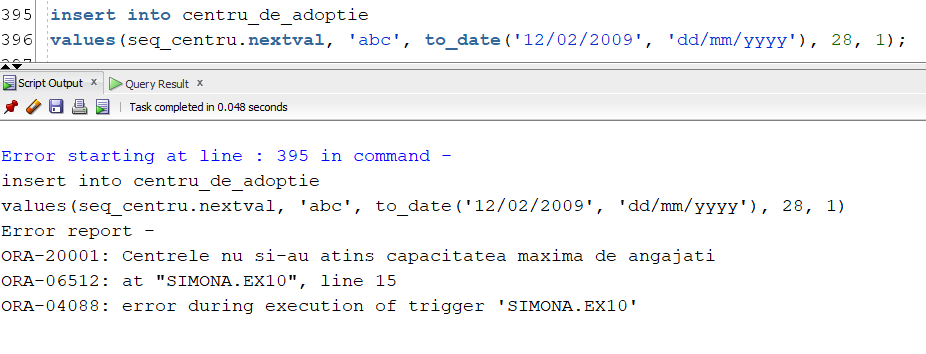 395 insert into centru_de_adoptie
396 values(seq_centru.nextval, 'abc', to_date('12/02/2009', 'dd/mm/yyyy'), 28, 1);
Script Output x Query Result x
Task completed in 0.048 seconds
Error starting at line : 395 in command -
insert into centru_de_adoptie
values(seq_centru.nextval, 'abc', to_date('12/02/2009', 'dd/mm/yyyy'), 28, 1)
Error report -
ORA-20001: Centrele nu si-au atins capacitatea maxima de angajati
ORA-06512: at "SIMONA.EX10", line 15
ORA-04088: error during execution of trigger 'SIMONA.EX10'